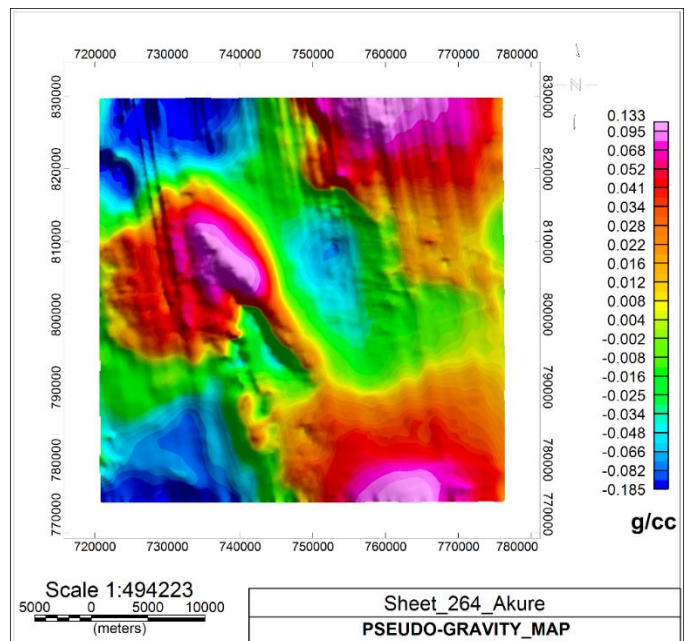 720000 730000 740000 750000 760000 770000 780000
830000 820000 810000 800000 790000 780000 770000
830000 820000 810000 800000 790000 780000 770000
720000 730000 740000 750000 760000 770000 780000
N
0.133
0.095
0.068
0.052
0.041
0.034
0.028
0.022
0.016
0.012
0.008
0.004
-0.002
-0.008
-0.016
-0.025
-0.034
-0.048
-0.066
-0.082
-0.185
g/cc
Scale 1:494223
5000 0 5000 10000
(meters)
Sheet_264_Akure
PSEUDO-GRAVITY_MAP